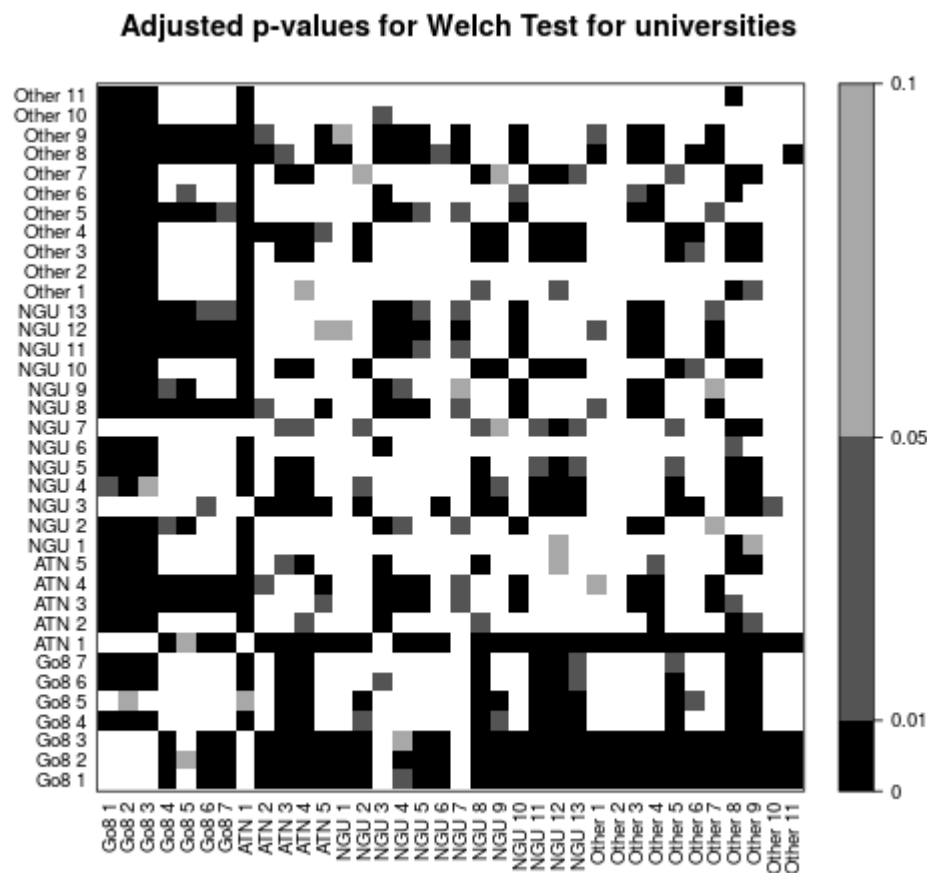 Adjusted p-values for Welch Test for universities
Other 11
Other 10
Other 9
Other 8
Other 7
Other 6
Other 5
Other 4
Other 3
Other 2
Other 1
NGU 13
NGU 12
NGU 11
NGU 10
NGU 9
NGU 8
NGU 7
NGU 6
NGU 5
NGU 4
NGU 3
NGU 2
NGU 1
ATN 5
ATN 4
ATN 3
ATN 2
ATN 1
Go8 7
Go8 6
Go8 5
Go8 4
Go8 3
Go8 2
Go8 1
Go8 1
Go8 2
Go8 3
Go8 4
Go8 5
Go8 6
Go8 7
ATN 1
ATN 2
ATN 3
ATN 4
ATN 5
NGU 1
NGU 2
NGU 3
NGU 4
NGU 5
NGU 6
NGU 7
NGU 8
NGU 9
NGU 10
NGU 11
NGU 12
NGU 13
Other 1
Other 2
Other 3
Other 4
Other 5
Other 6
Other 7
Other 8
Other 9
Other 10
Other 11
0.1
0.05
0.01
0